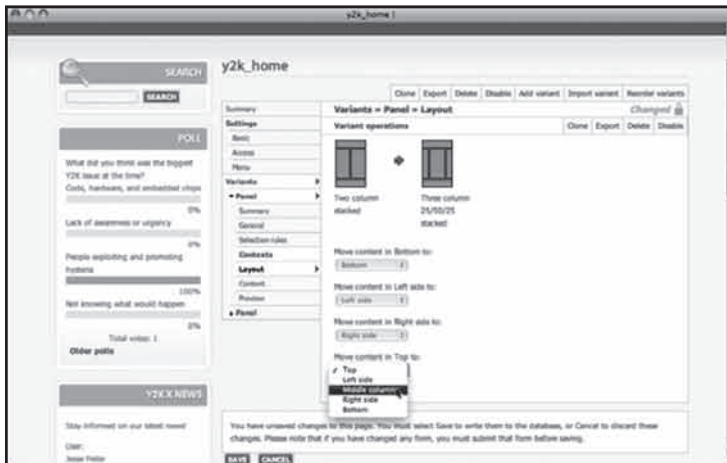 y2k_home |
SEARCH
SEARCH
POLL
What did you think was the biggest
Y2K issue at the time?
Code, hardware, and embedded chips
0%
Lack of awareness or urgency
0%
People exploiting and promoting
hysteria
100%
Not knowing what would happen
0%
Total votes: 1
Older polls
Y2K.X NEWS
Stay informed on our latest news!
User:
Jesse Feiler
y2k_home
Clone Export Delete Disable Add variant Import variant Reorder variants
Summary
Settings
Basic
Access
Menu
Variants
Panel
Summary
General
Selection rules
Contexts
Layout
Content
Preview
Panel
Variants » Panel » Layout
Changed
Variant operations
Clone Export Delete Disable
Two column
stacked
Three column
25/50/25
stacked
Move content in Bottom to:
Bottom
Move content in Left side to:
Left side
Move content in Right side to:
Right side
Move content in Top to:
✓ Top
Left side
Middle column
Right side
Bottom
You have unsaved changes to this page. You must select Save to write them to the database, or Cancel to discard these
changes. Please note that if you have changed any form, you must submit that form before saving.
SAVE CANCEL